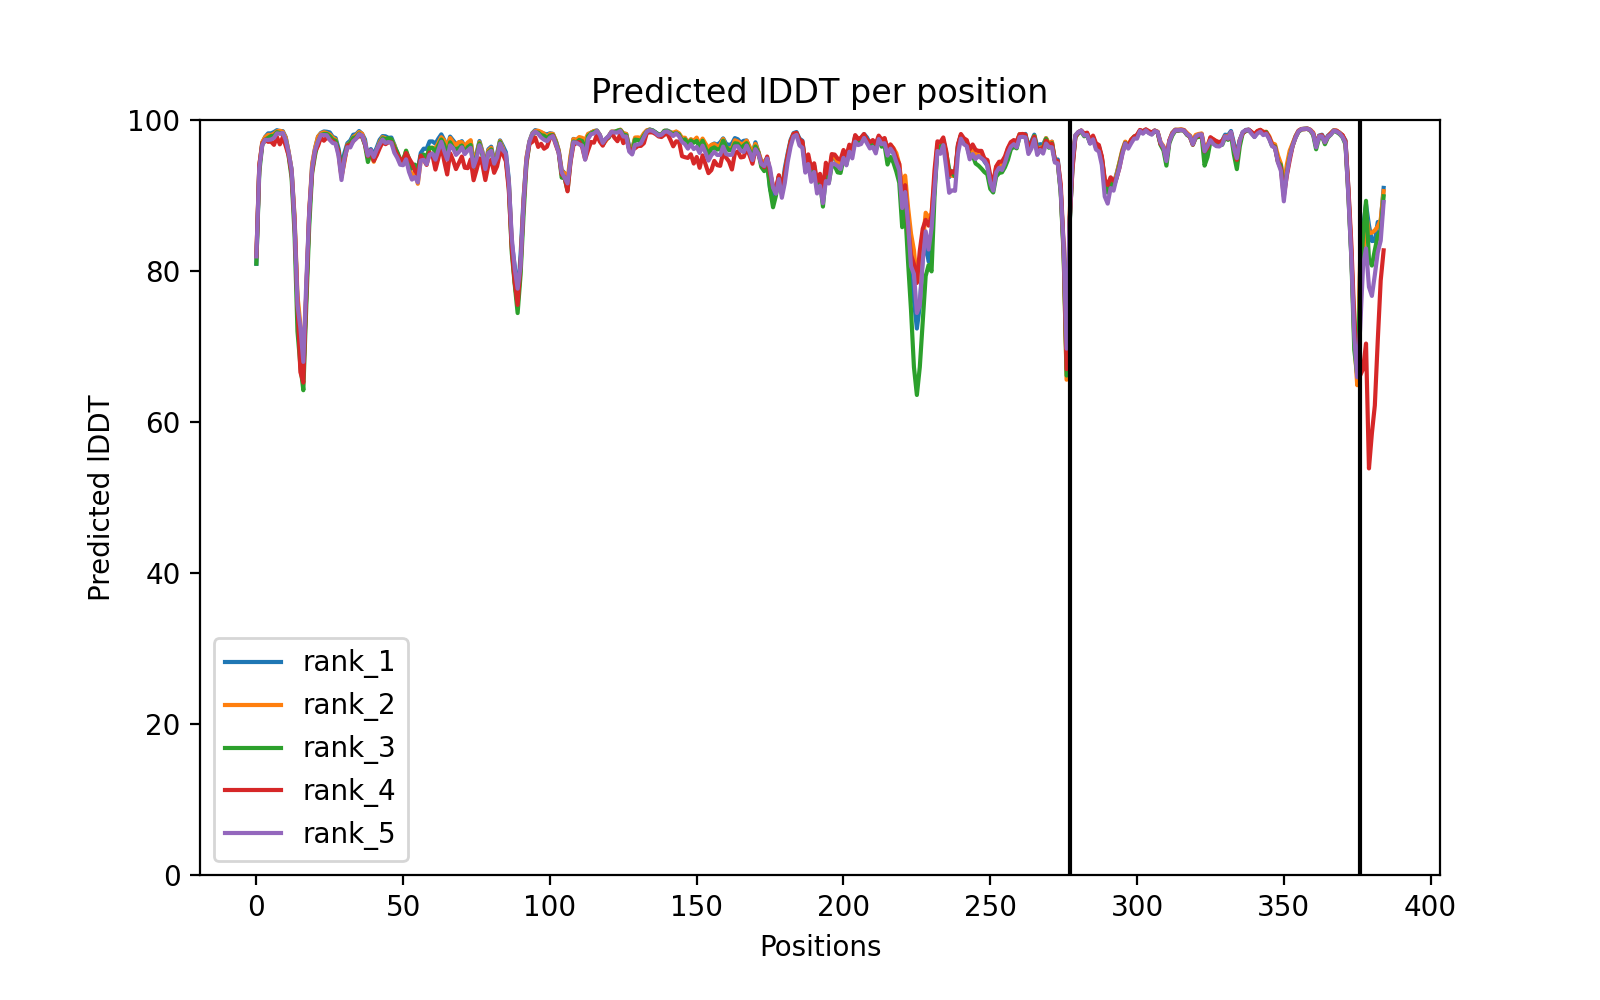 Predicted lDDT per position
100
80
60
40
20
0
Predicted lDDT
rank_1
rank_2
rank_3
rank_4
rank_5
0 50 100 150 200 250 300 350 400
Positions